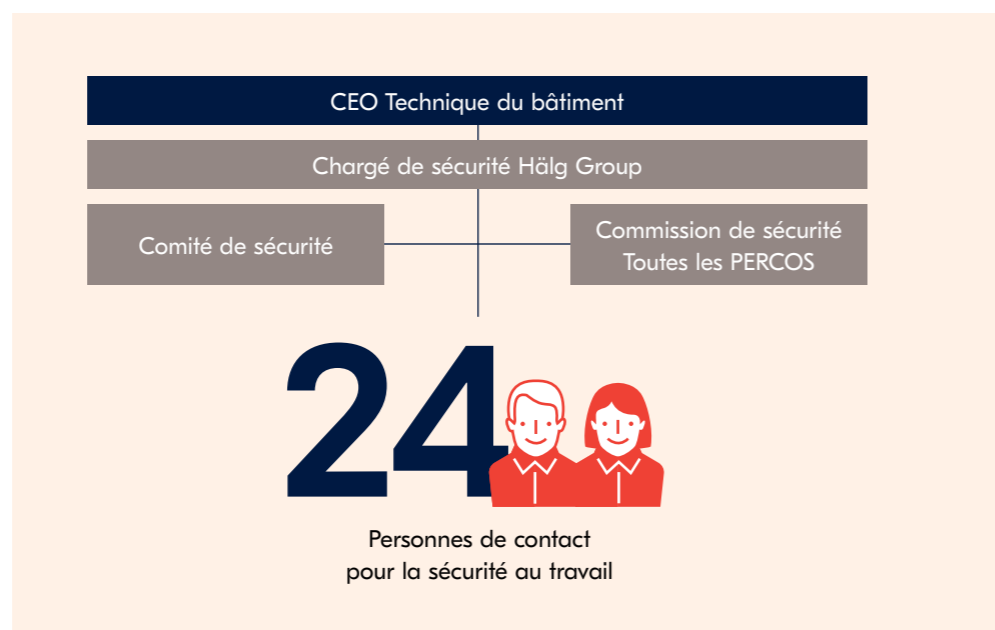 CEO Technique du bâtiment
Chargé de sécurité Hälg Group
Comité de sécurité
Commission de sécurité
Toutes les PERCOS
24
Personnes de contact
pour la sécurité au travail